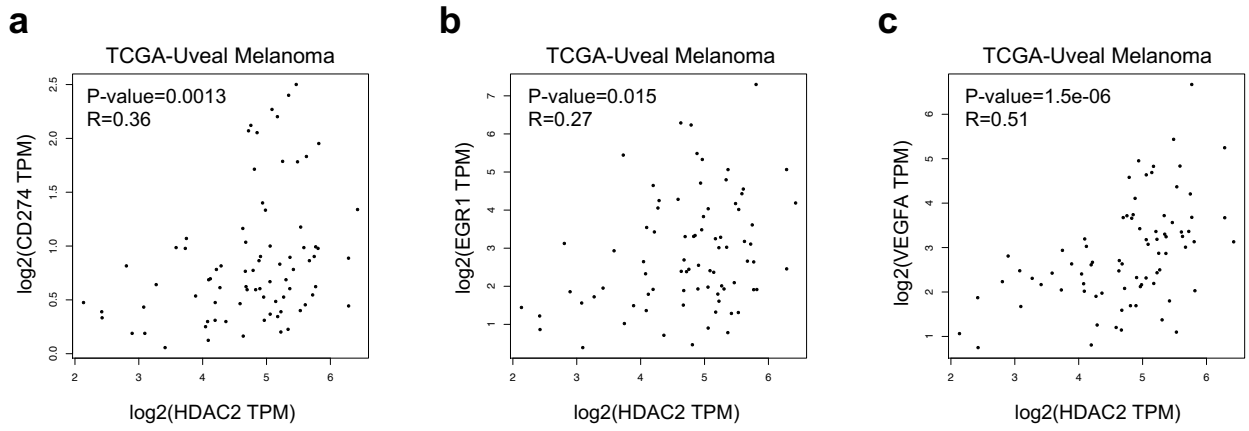 a
TCGA-Uveal Melanoma
P-value=0.0013
R=0.36
log2(CD274 TPM)
2.5
2.0
1.5
1.0
0.5
0.0
2 3 4 5 6
log2(HDAC2 TPM)
b
TCGA-Uveal Melanoma
P-value=0.015
R=0.27
log2(EGR1 TPM)
7
6
5
4
3
2
1
2 3 4 5 6
log2(HDAC2 TPM)
c
TCGA-Uveal Melanoma
P-value=1.5e-06
R=0.51
log2(VEGFA TPM)
6
5
4
3
2
1
2 3 4 5 6
log2(HDAC2 TPM)